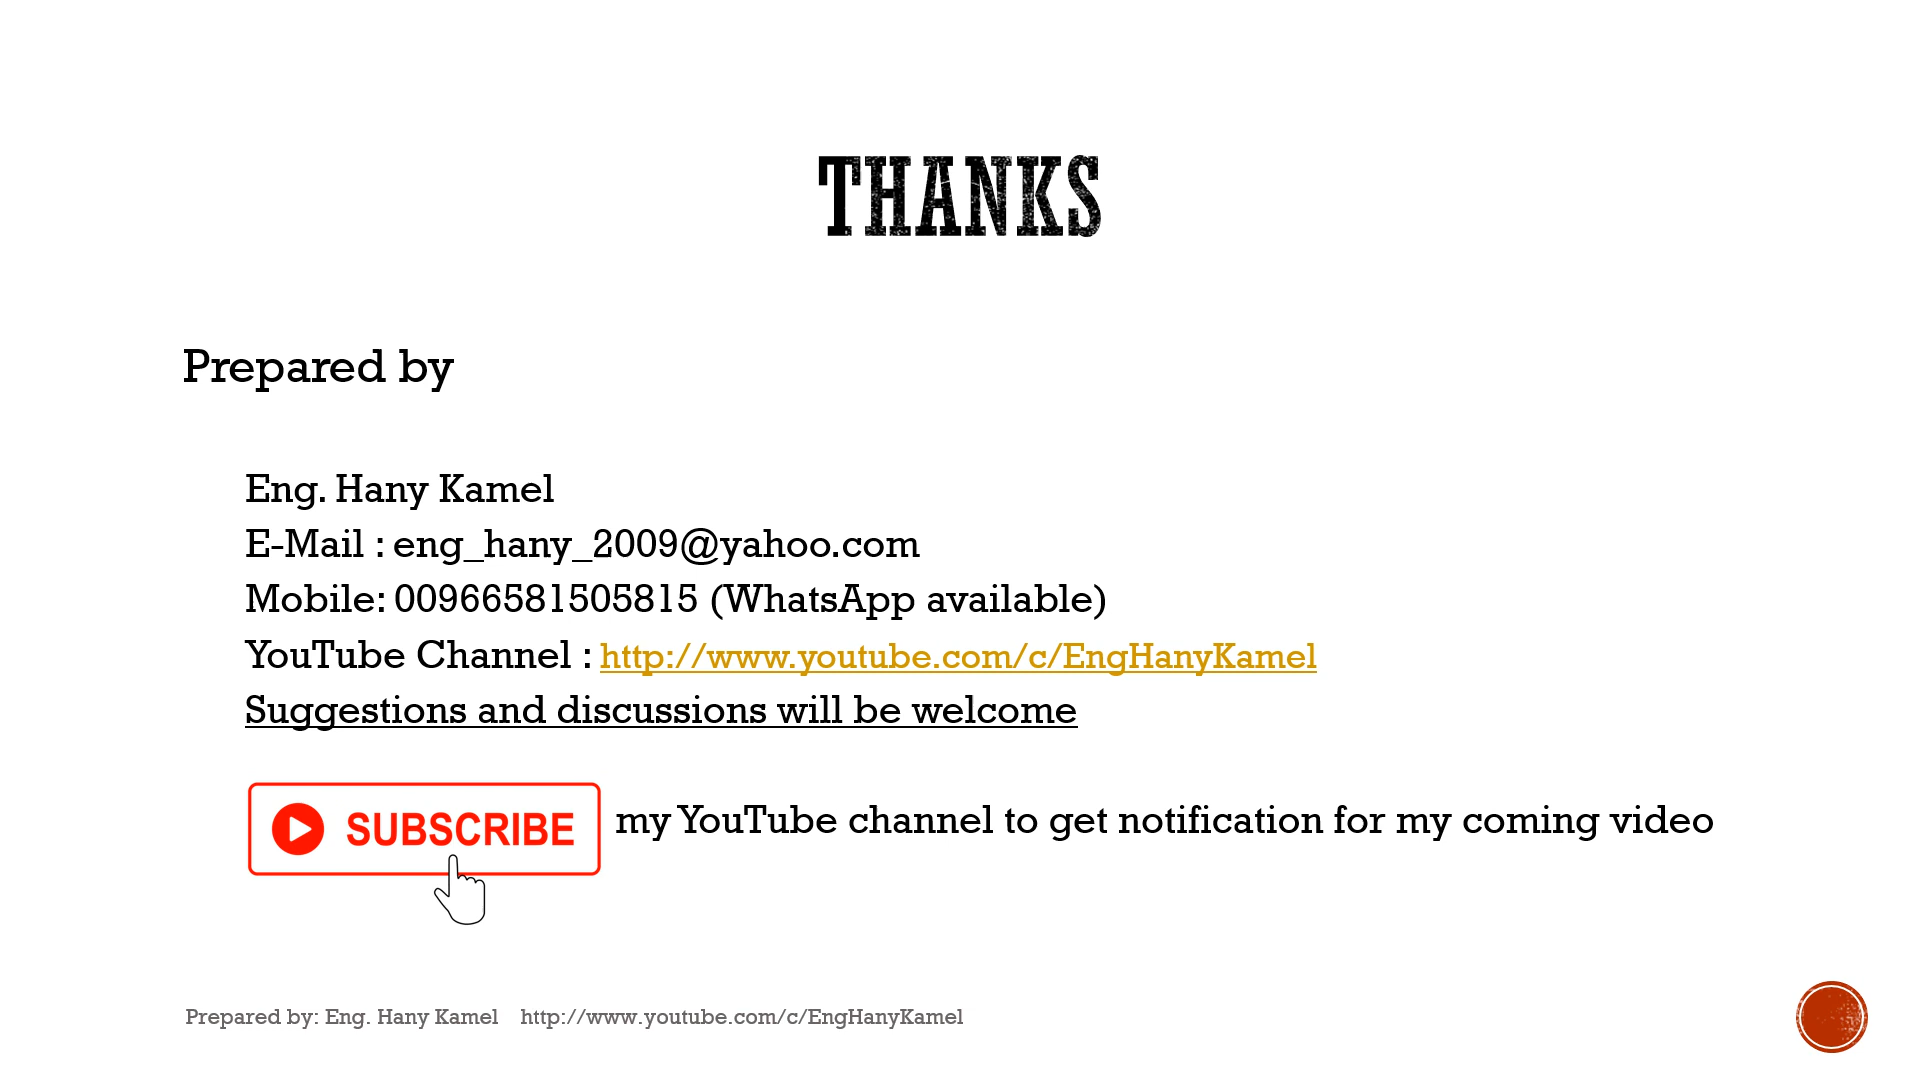 THANKS
Prepared by
Eng. Hany Kamel
E-Mail : eng_hany_2009@yahoo.com
Mobile: 00966581505815 (WhatsApp available)
YouTube Channel : http://www.youtube.com/c/EngHanyKamel
Suggestions and discussions will be welcome
SUBSCRIBE my YouTube channel to get notification for my coming video
Prepared by: Eng. Hany Kamel http://www.youtube.com/c/EngHanyKamel